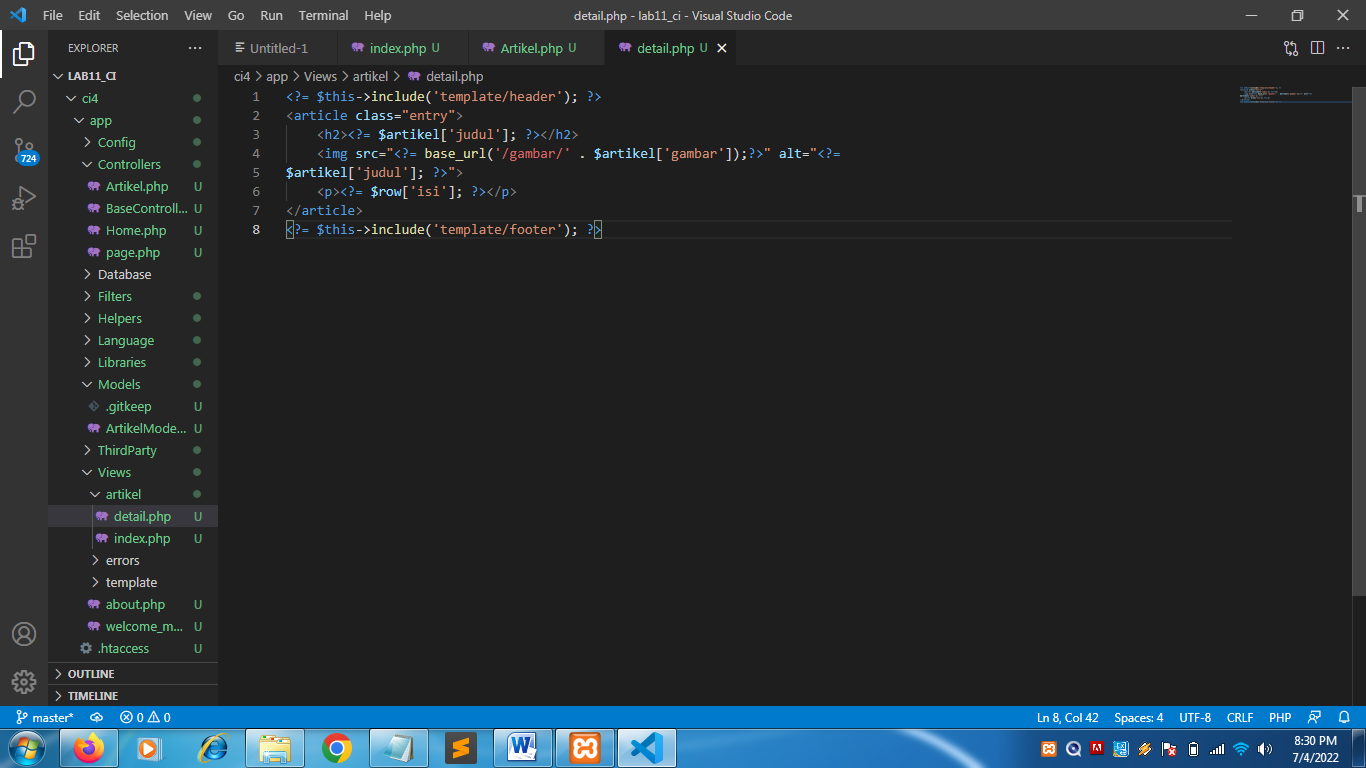 File Edit Selection View Go Run Terminal Help
detail.php - lab11_ci - Visual Studio Code
EXPLORER
LAB11_CI
ci4
app
Config
Controllers
Artikel.php U
BaseControll... U
Home.php U
page.php U
Database
Filters
Helpers
Language
Libraries
Models
.gitkeep U
ArtikelMode... U
ThirdParty
Views
artikel
detail.php U
index.php U
errors
template
about.php U
welcome_m... U
.htaccess U
OUTLINE
TIMELINE
724
Untitled-1 index.php U Artikel.php U detail.php U
ci4 > app > Views > artikel > detail.php
1 <?= $this->include('template/header'); ?>
2 <article class="entry">
3 <h2><?= $artikel['judul']; ?></h2>
4 <img src="<?= base_url('/gambar/' . $artikel['gambar']);?>" alt="<?=
5 $artikel['judul']; ?>">
6 <p><?= $row['isi']; ?></p>
7 </article>
8 <?= $this->include('template/footer'); ?>
master* 0 0 Ln 8, Col 42 Spaces: 4 UTF-8 CRLF PHP
8:30 PM
7/4/2022